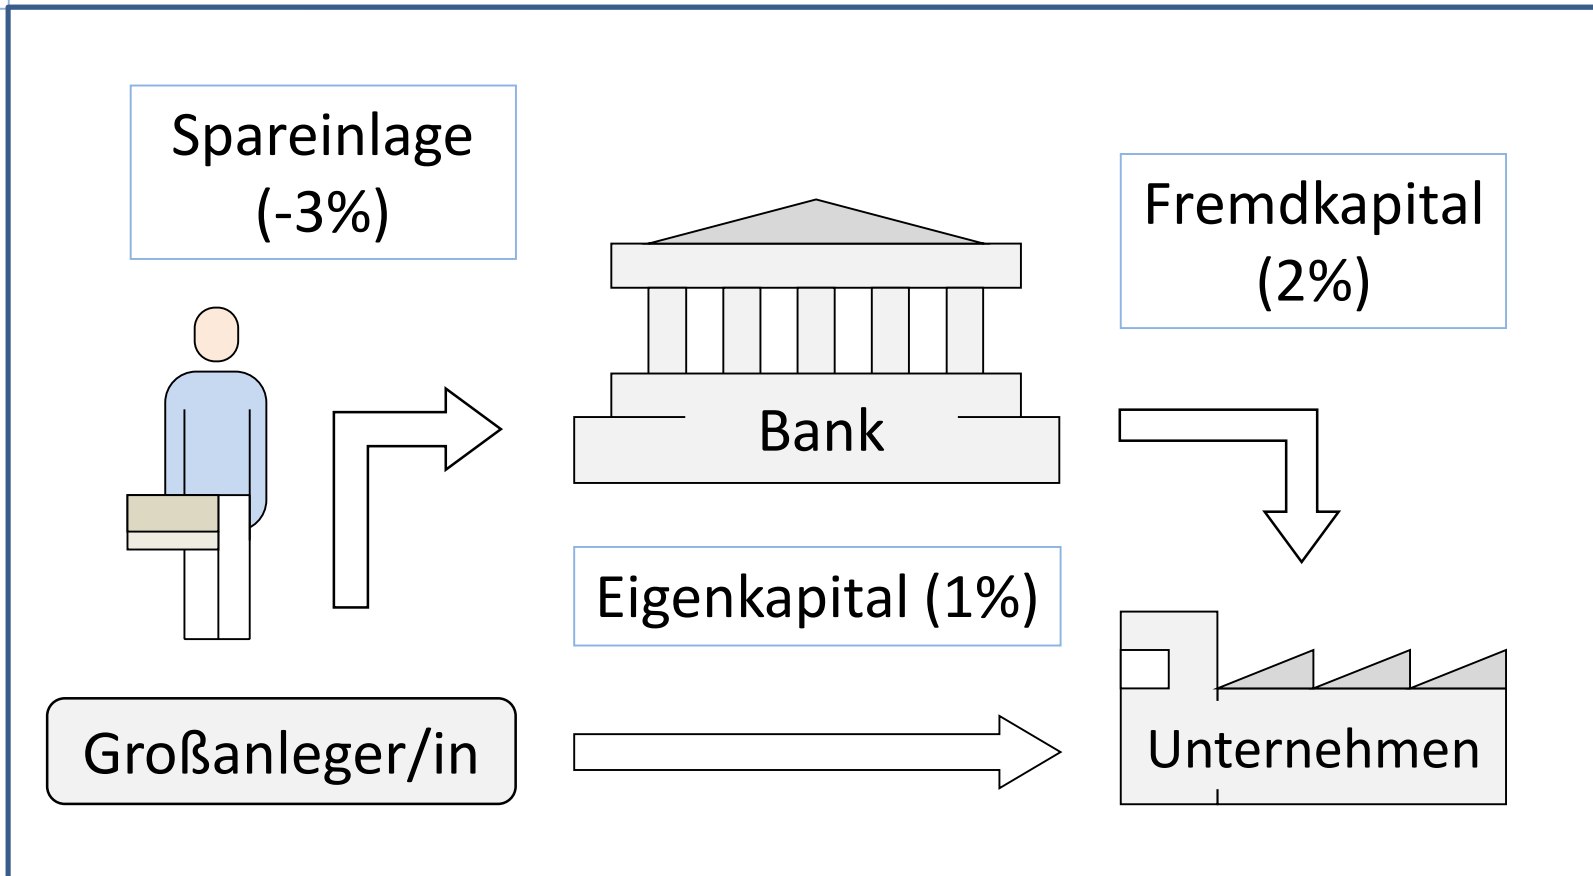 Spareinlage
(-3%)
Fremdkapital
(2%)
Bank
Eigenkapital (1%)
Großanleger/in
Unternehmen